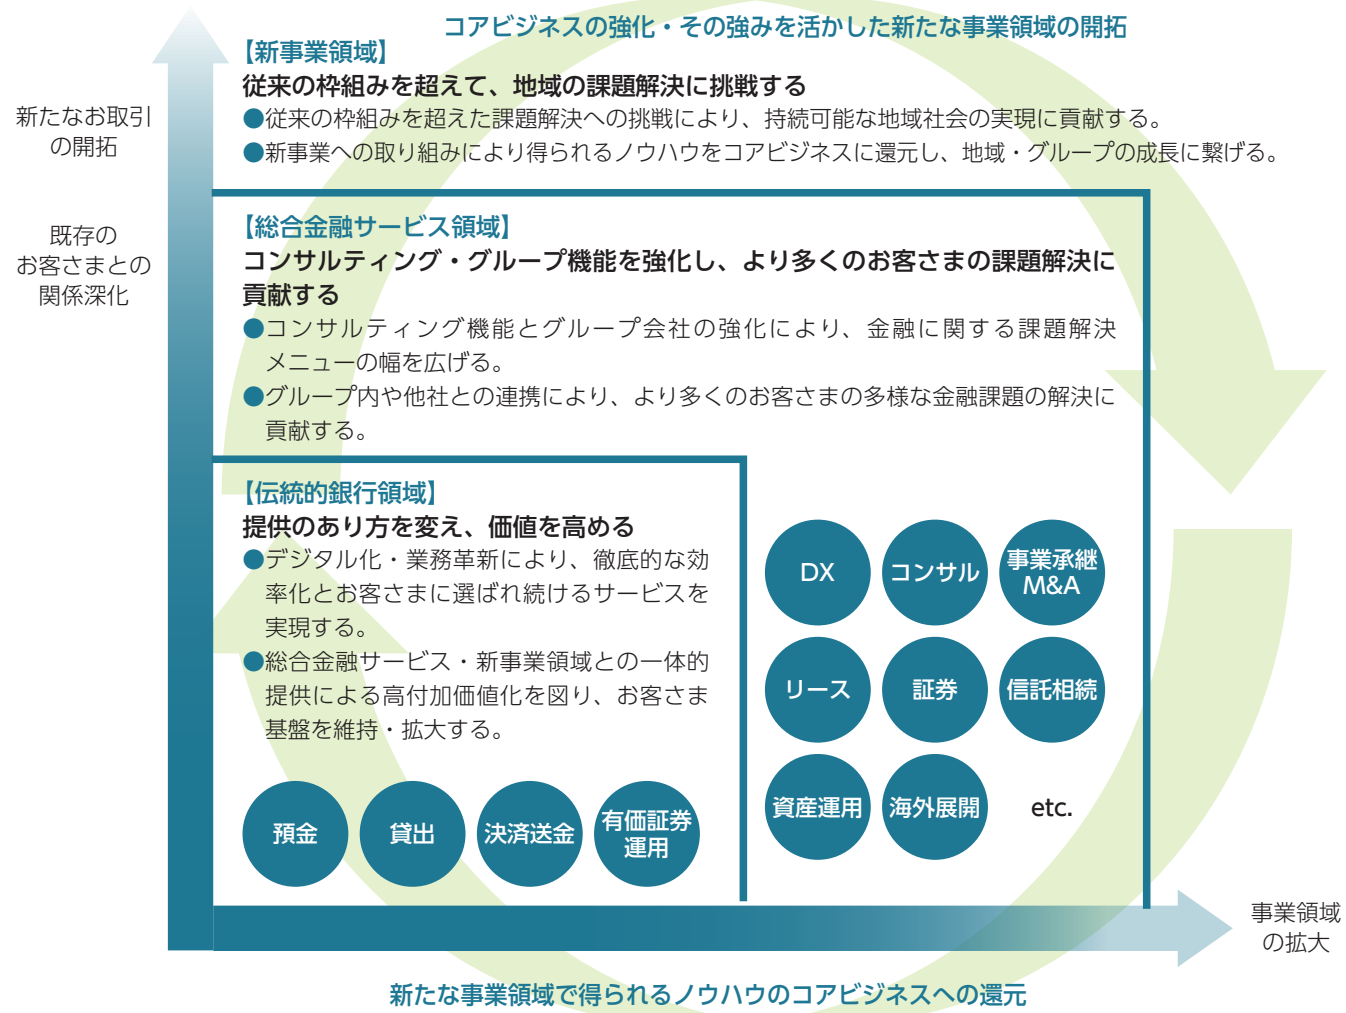 コアビジネスの強化・その強みを活かした新たな事業領域の開拓
新たなお取引
の開拓
既存の
お客さまとの
関係深化
【新事業領域】
従来の枠組みを超えて、地域の課題解決に挑戦する
●従来の枠組みを超えた課題解決への挑戦により、持続可能な地域社会の実現に貢献する。
●新事業への取り組みにより得られるノウハウをコアビジネスに還元し、地域・グループの成長に繋げる。
【総合金融サービス領域】
コンサルティング・グループ機能を強化し、より多くのお客さまの課題解決に
貢献する
●コンサルティング機能とグループ会社の強化により、金融に関する課題解決
メニューの幅を広げる。
●グループ内や他社との連携により、より多くのお客さまの多様な金融課題の解決に
貢献する。
【伝統的銀行領域】
提供のあり方を変え、価値を高める
●デジタル化・業務革新により、徹底的な効
率化とお客さまに選ばれ続けるサービスを
実現する。
●総合金融サービス・新事業領域との一体的
提供による高付加価値化を図り、お客さま
基盤を維持・拡大する。
預金
貸出
決済送金
有価証券
運用
DX
コンサル
事業承継
M&A
リース
証券
信託相続
資産運用
海外展開
etc.
事業領域
の拡大
新たな事業領域で得られるノウハウのコアビジネスへの還元